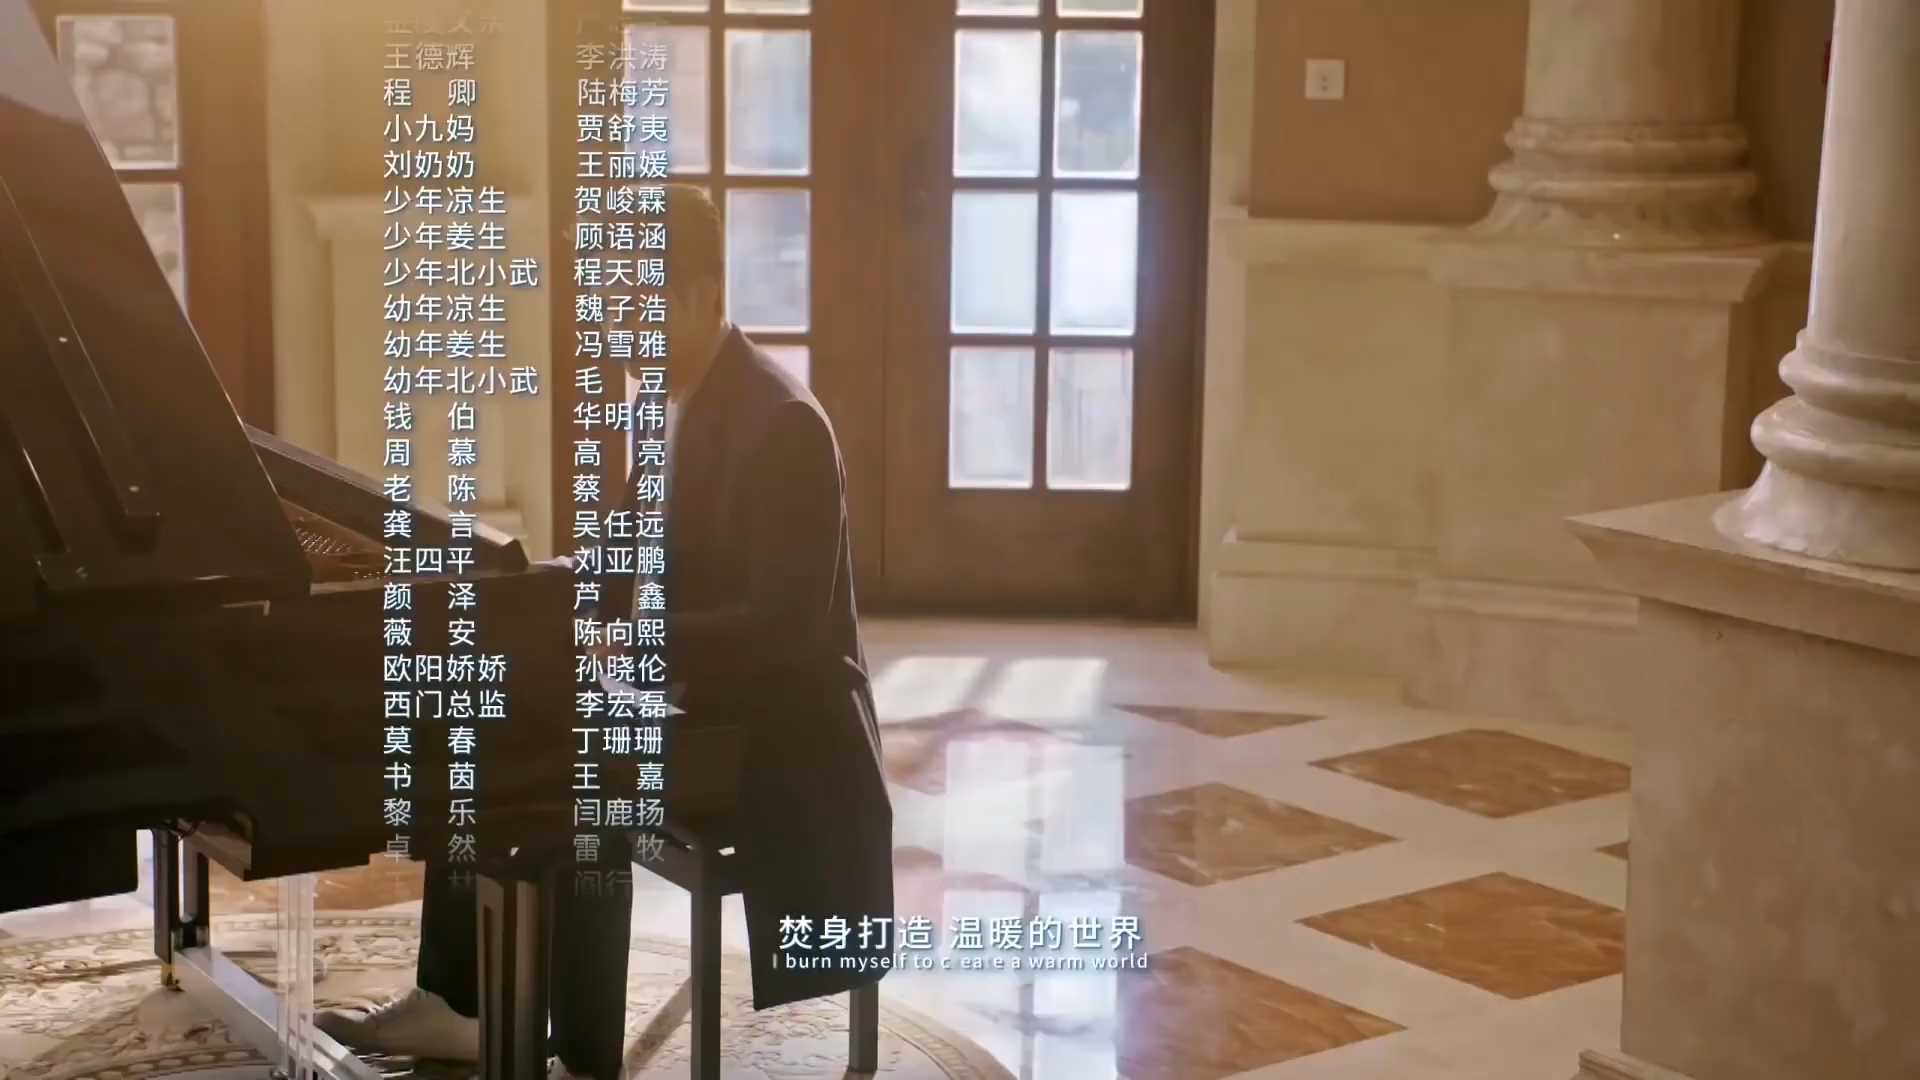 王德辉 李洪涛
程 卿 陆梅芳
小九妈 贾舒夷
刘奶奶 王丽媛
少年凉生 贺峻霖
少年姜生 顾语涵
少年北小武 程天赐
幼年凉生 魏子浩
幼年姜生 冯雪雅
幼年北小武 毛 豆
钱 伯 华明伟
周 慕 高 亮
老 陈 蔡 纲
龚 言 吴任远
汪四平 刘亚鹏
颜 泽 芦 鑫
薇 安 陈向熙
欧阳娇娇 孙晓伦
西门总监 李宏磊
莫 春 丁珊珊
书 茵 王 嘉
黎 乐 闫鹿扬
卓 然 雷 牧
焚身打造 温暖的世界
I burn myself to create a warm world